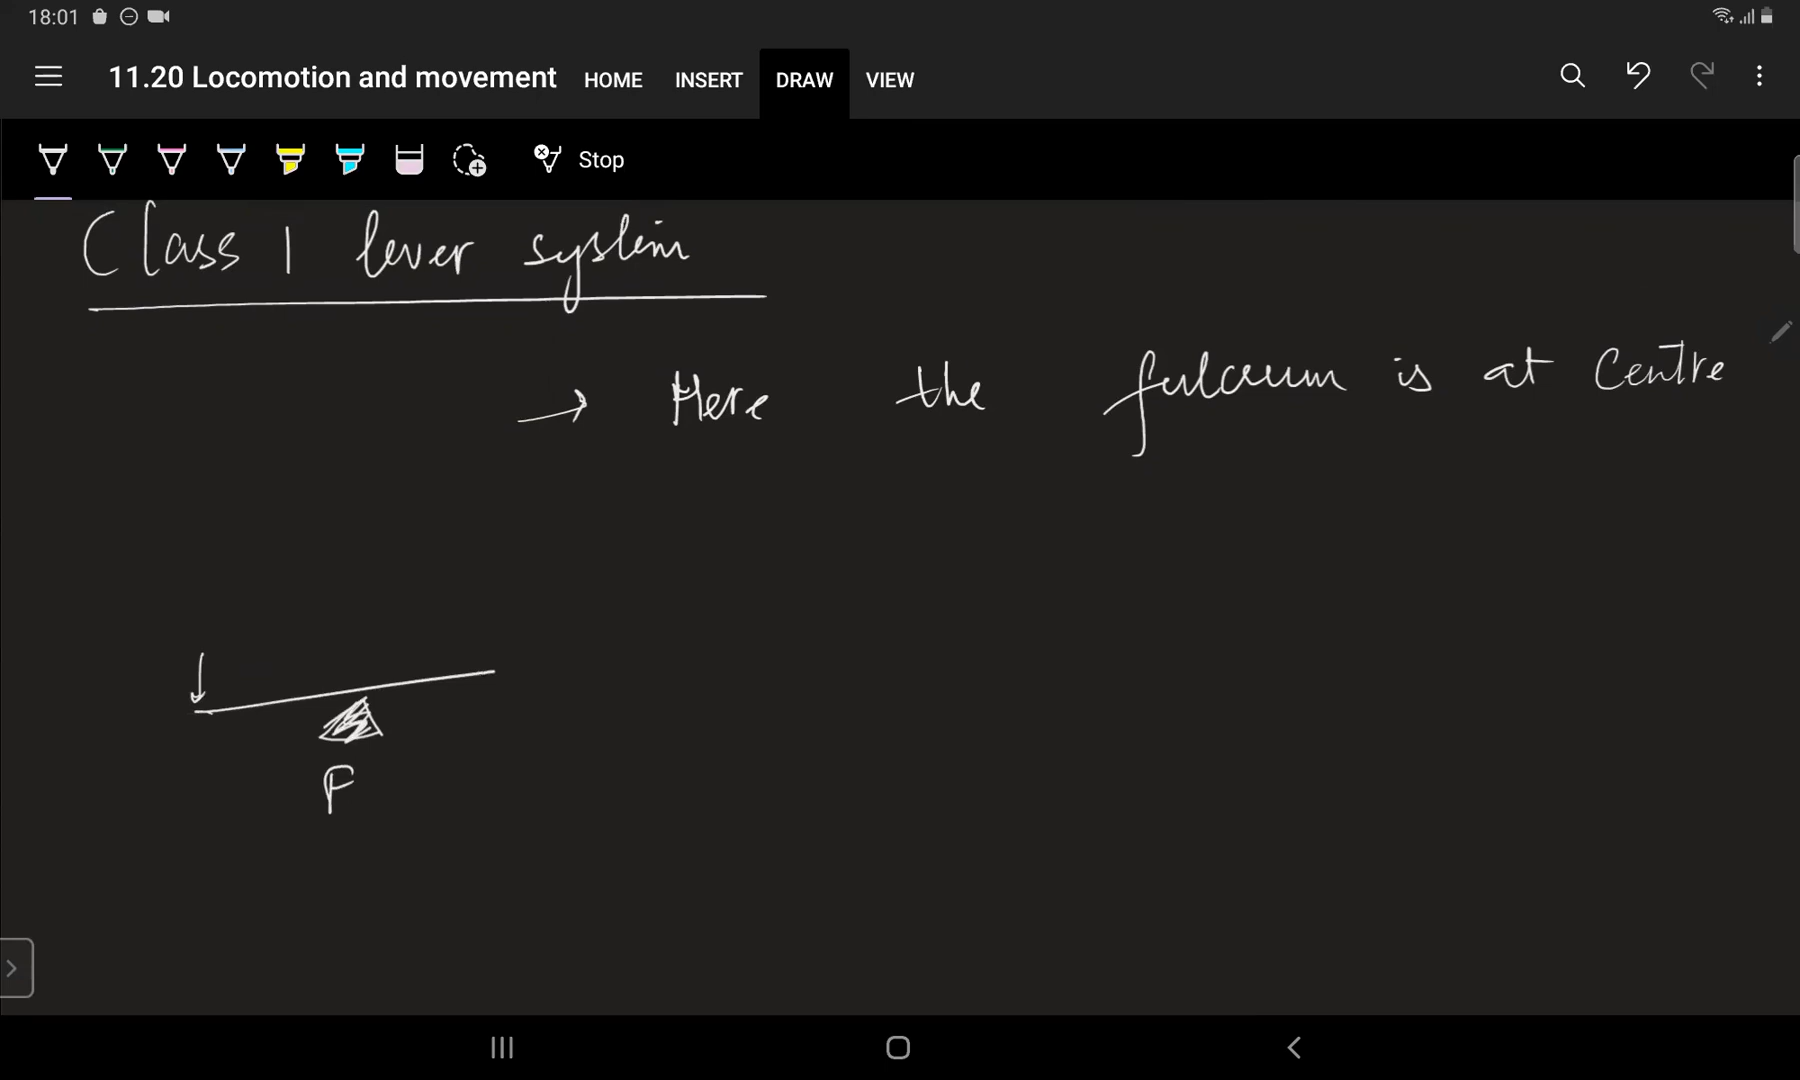 18:01
11.20 Locomotion and movement HOME INSERT DRAW VIEW
Stop
Class 1 lever system
→ Here the fulcrum is at Centre
F